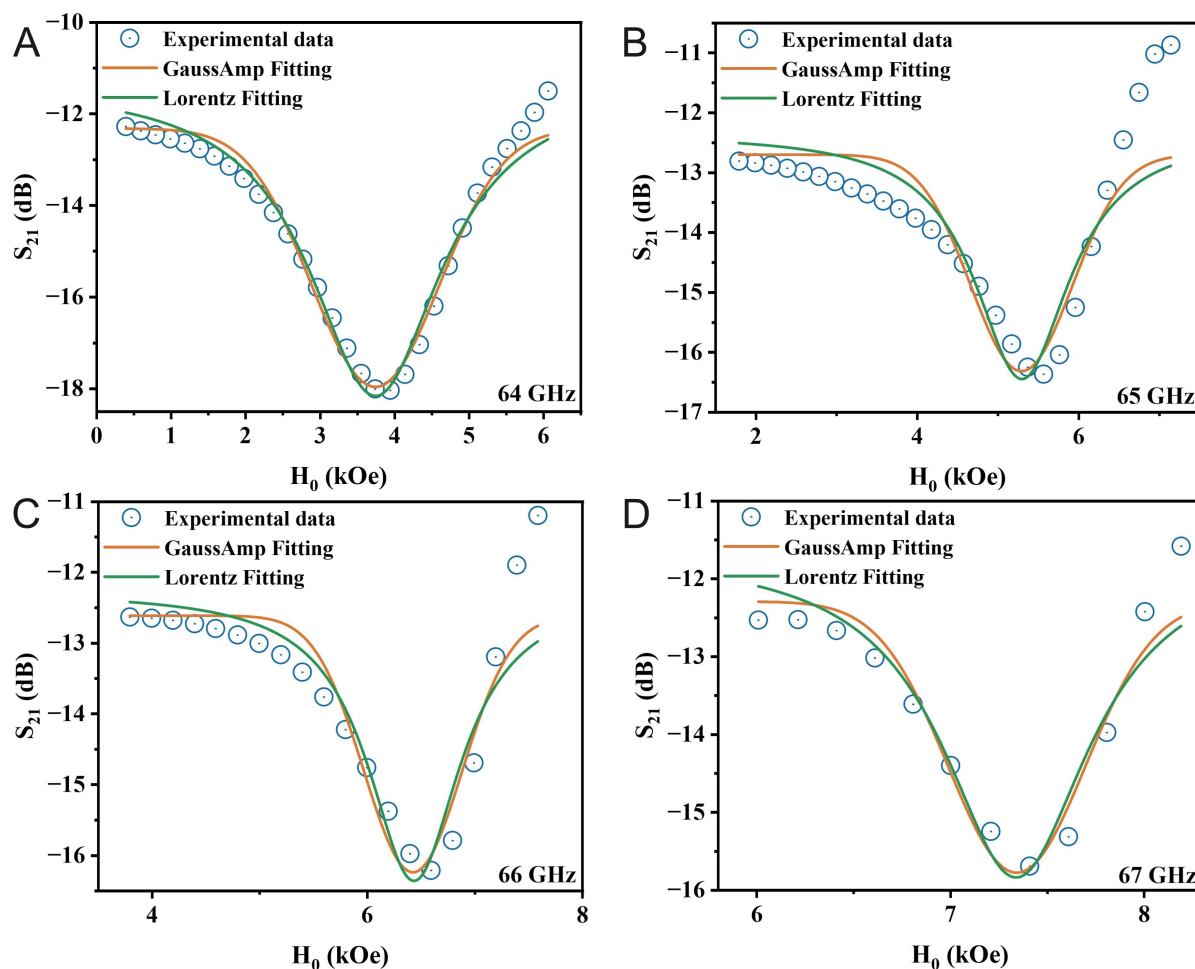 A
−10
−12
−14
−16
−18
S₂₁ (dB)
Experimental data
GaussAmp Fitting
Lorentz Fitting
64 GHz
0 1 2 3 4 5 6 7
H₀ (kOe)
B
−11
−12
−13
−14
−15
−16
−17
S₂₁ (dB)
Experimental data
GaussAmp Fitting
Lorentz Fitting
65 GHz
2 4 6
H₀ (kOe)
C
−11
−12
−13
−14
−15
−16
S₂₁ (dB)
Experimental data
GaussAmp Fitting
Lorentz Fitting
66 GHz
4 6 8
H₀ (kOe)
D
−11
−12
−13
−14
−15
−16
S₂₁ (dB)
Experimental data
GaussAmp Fitting
Lorentz Fitting
67 GHz
6 7 8
H₀ (kOe)